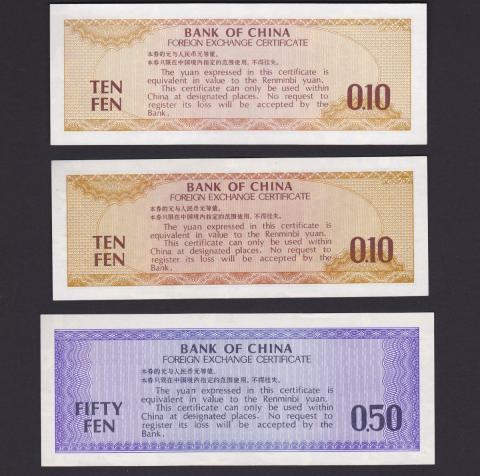 BANK OF CHINA
FOREIGN EXCHANGE CERTIFICATE
本券的元与人民币元等值。
本券只限在中国境内指定的范围使用，不得挂失。
The yuan expressed in this certificate is
equivalent in value to the Renminbi yuan.
This certificate can only be used within
China at designated places. No request to
register its loss will be accepted by the
Bank.
TEN
FEN
0.10
BANK OF CHINA
FOREIGN EXCHANGE CERTIFICATE
本券的元与人民币元等值。
本券只限在中国境内指定的范围使用，不得挂失。
The yuan expressed in this certificate is
equivalent in value to the Renminbi yuan.
This certificate can only be used within
China at designated places. No request to
register its loss will be accepted by the
Bank.
TEN
FEN
0.10
BANK OF CHINA
FOREIGN EXCHANGE CERTIFICATE
本券的元与人民币元等值。
本券只限在中国境内指定的范围使用，不得挂失。
The yuan expressed in this certificate is
equivalent in value to the Renminbi yuan.
This certificate can only be used within
China at designated places. No request to
register its loss will be accepted by the
Bank.
FIFTY
FEN
0.50